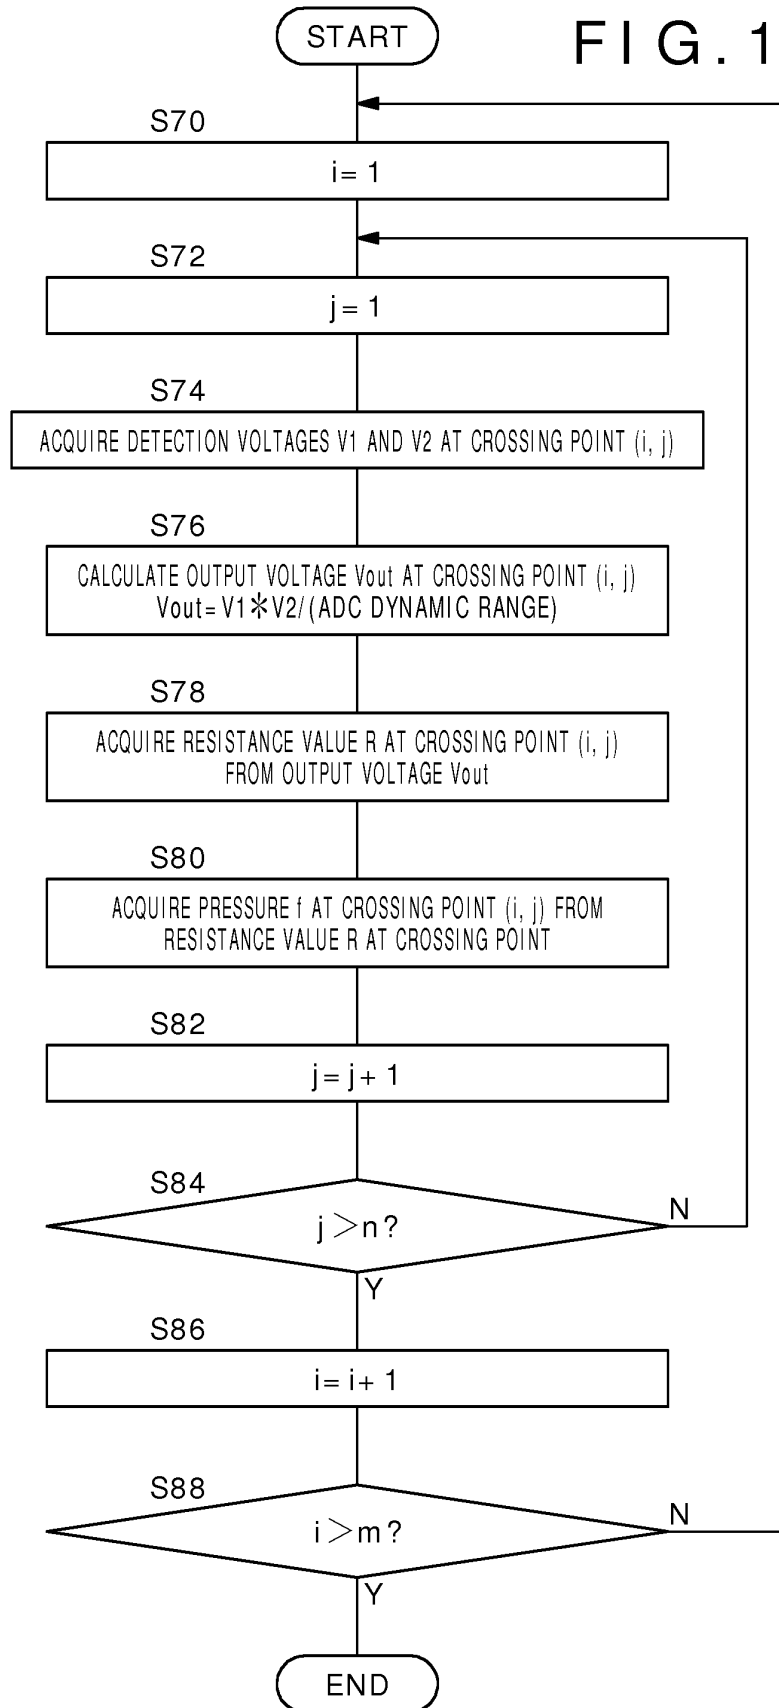 START
FIG.1
S70
i=1
S72
j=1
S74
ACQUIRE DETECTION VOLTAGES V1 AND V2 AT CROSSING POINT (i, j)
S76
CALCULATE OUTPUT VOLTAGE Vout AT CROSSING POINT (i, j)
Vout=V1*V2/(ADC DYNAMIC RANGE)
S78
ACQUIRE RESISTANCE VALUE R AT CROSSING POINT (i, j)
FROM OUTPUT VOLTAGE Vout
S80
ACQUIRE PRESSURE f AT CROSSING POINT (i, j) FROM
RESISTANCE VALUE R AT CROSSING POINT
S82
j=j+1
S84
j>n?
N
Y
S86
i=i+1
S88
i>m?
N
Y
END